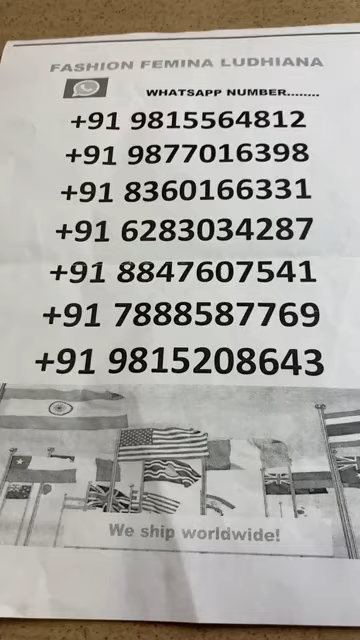 FASHION FEMINA LUDHIANA
WHATSAPP NUMBER........
+91 9815564812
+91 9877016398
+91 8360166331
+91 6283034287
+91 8847607541
+91 7888587769
+91 9815208643
We ship worldwide!